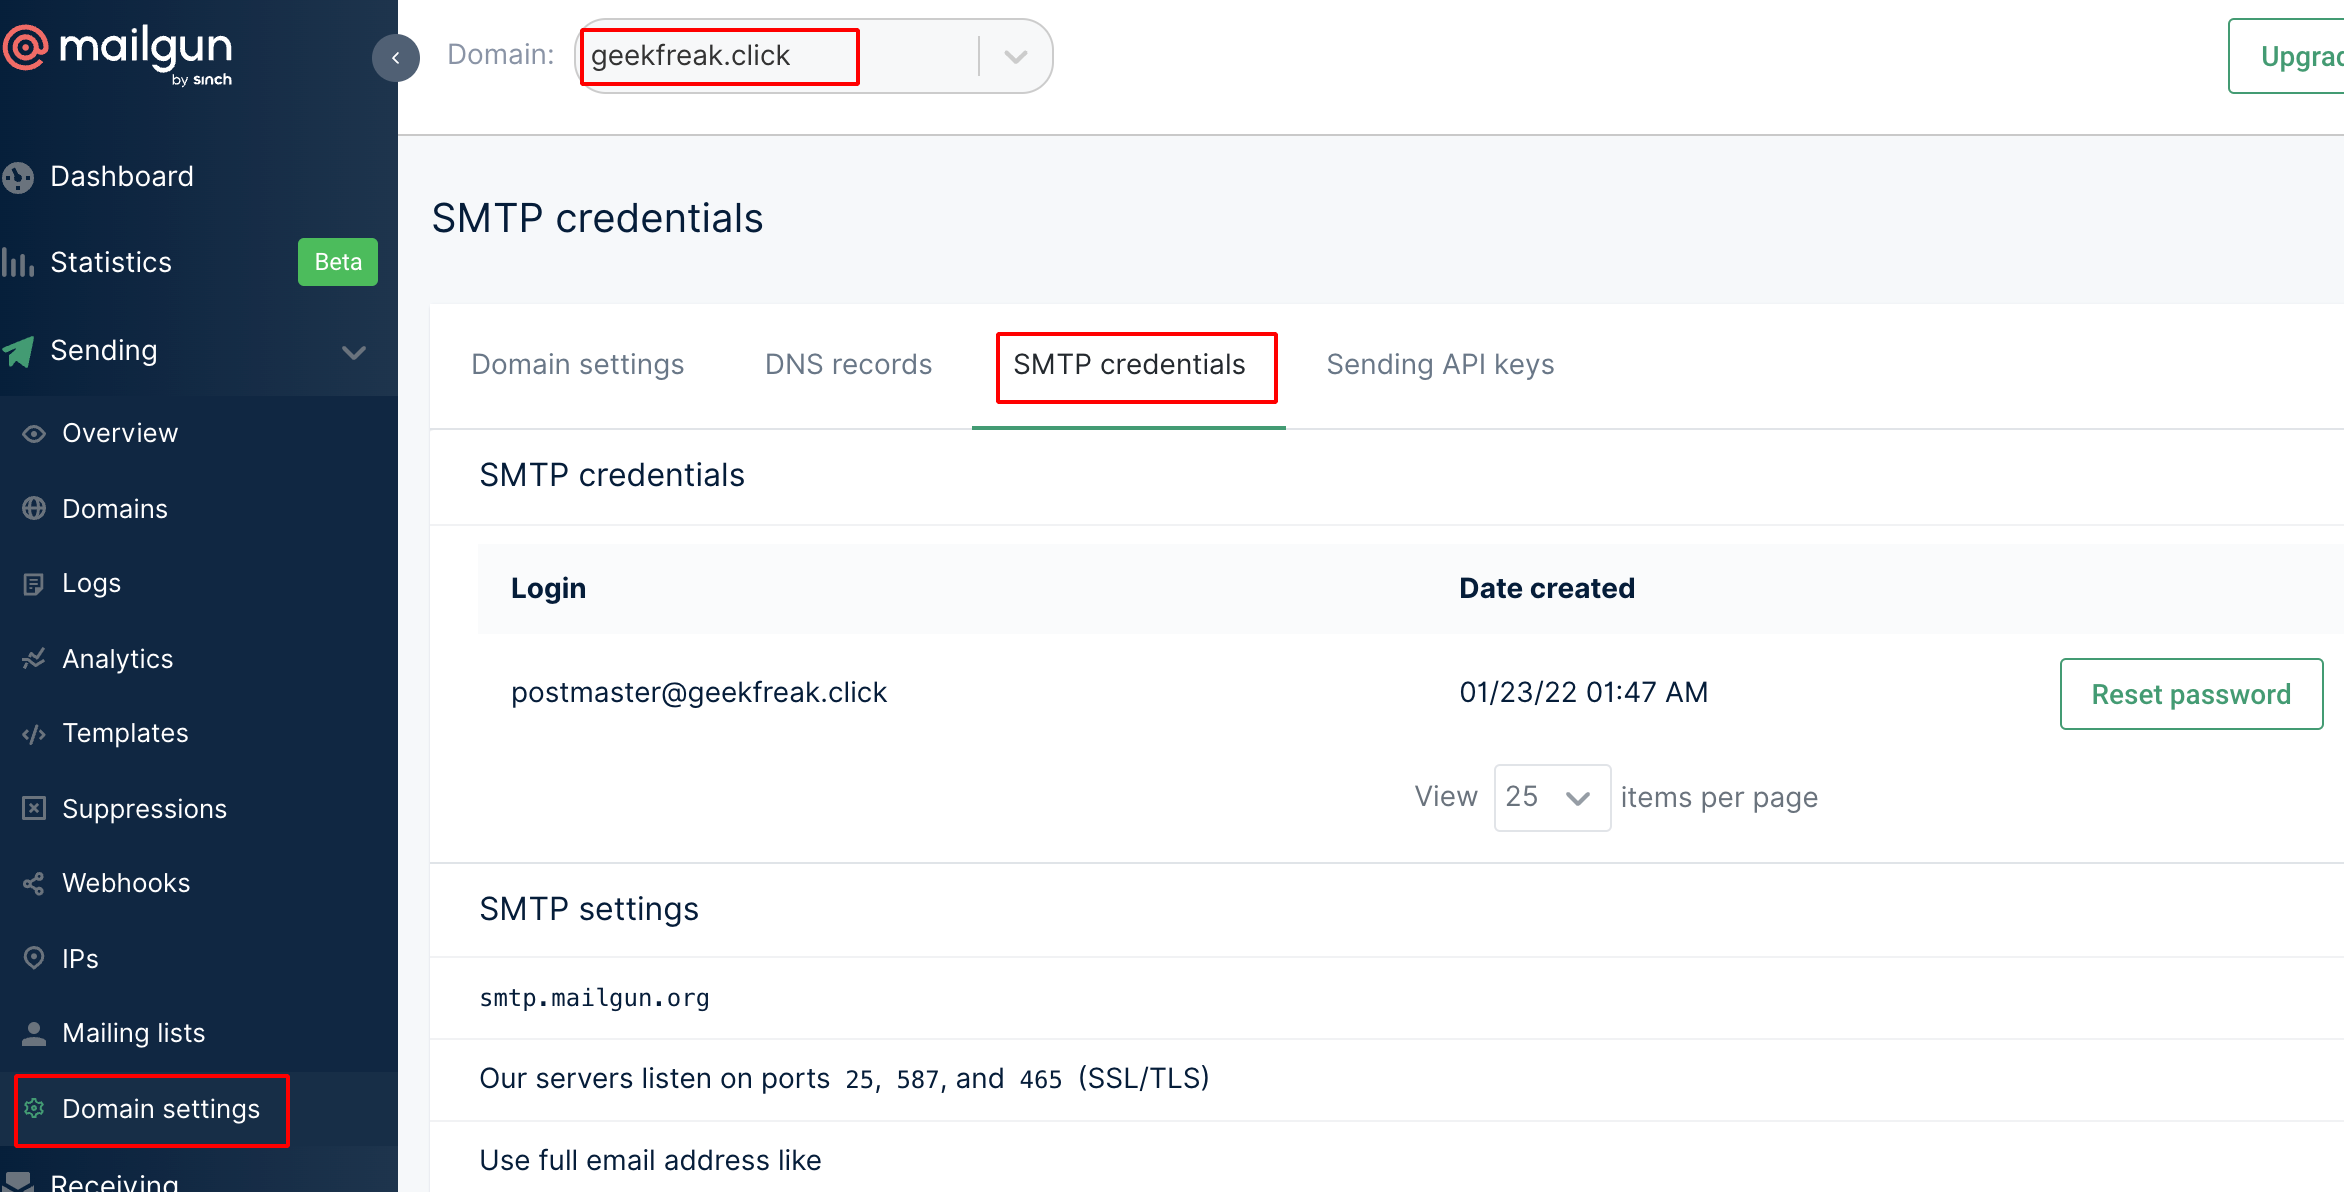 mailgun
by sinch
Domain: geekfreak.click
Dashboard
Statistics Beta
Sending
Overview
Domains
Logs
Analytics
Templates
Suppressions
Webhooks
IPs
Mailing lists
Domain settings
Receiving
SMTP credentials
Domain settings DNS records SMTP credentials Sending API keys
SMTP credentials
Login Date created
postmaster@geekfreak.click 01/23/22 01:47 AM Reset password
View 25 items per page
SMTP settings
smtp.mailgun.org
Our servers listen on ports 25, 587, and 465 (SSL/TLS)
Use full email address like